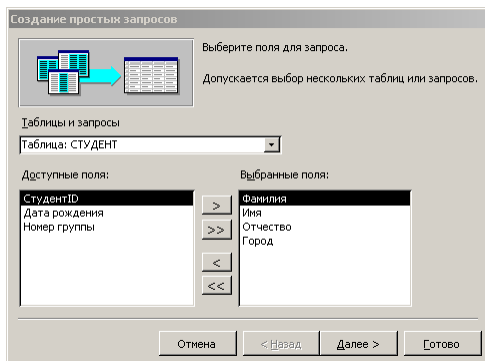 Создание простых запросов
Выберите поля для запроса.
Допускается выбор нескольких таблиц или запросов.
Таблицы и запросы
Таблица: СТУДЕНТ
Доступные поля:
Выбранные поля:
СтудентID
Дата рождения
Номер группы
>
>>
<
<<
Фамилия
Имя
Отчество
Город
Отмена
< Назад
Далее >
Готово